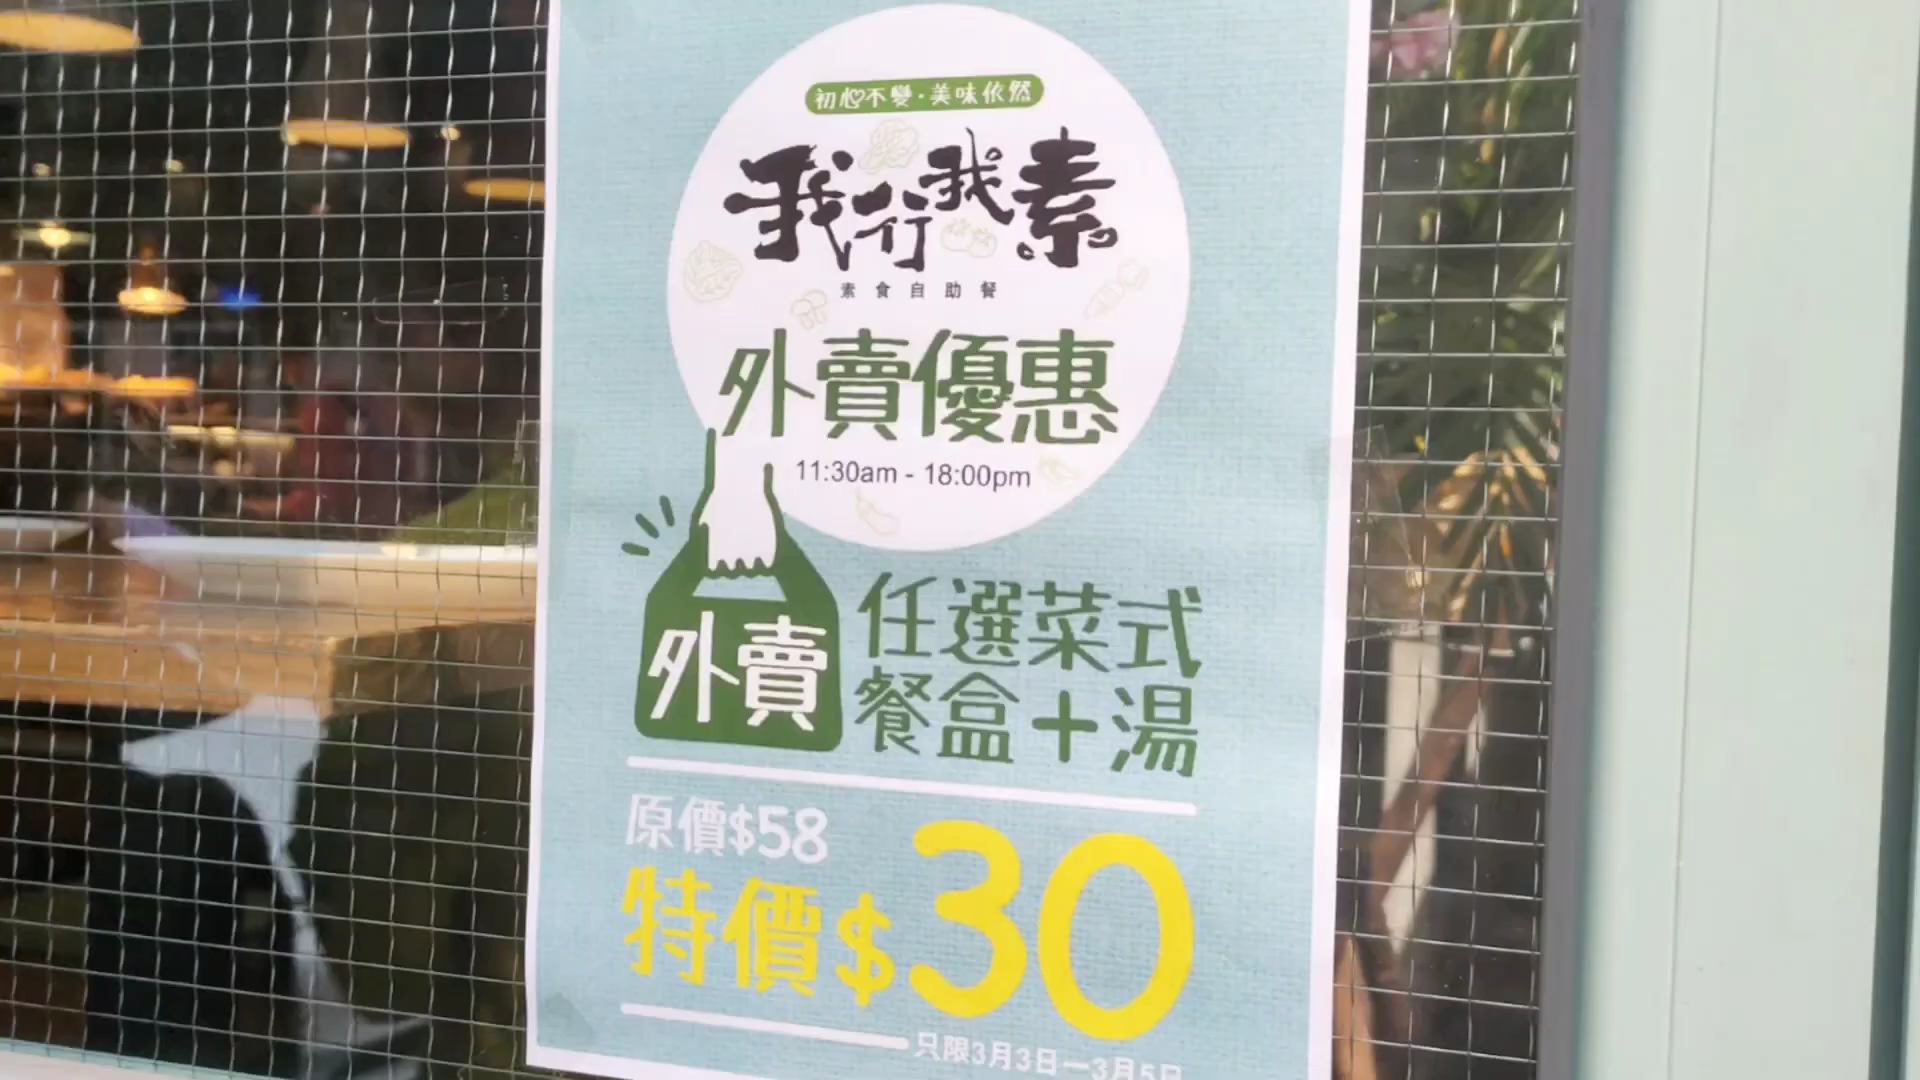 初心不變·美味依然
我行我素
素食自助餐
外賣優惠
11:30am - 18:00pm
外賣
任選菜式
餐盒+湯
原價$58
特價$30
只限3月3日—3月5日